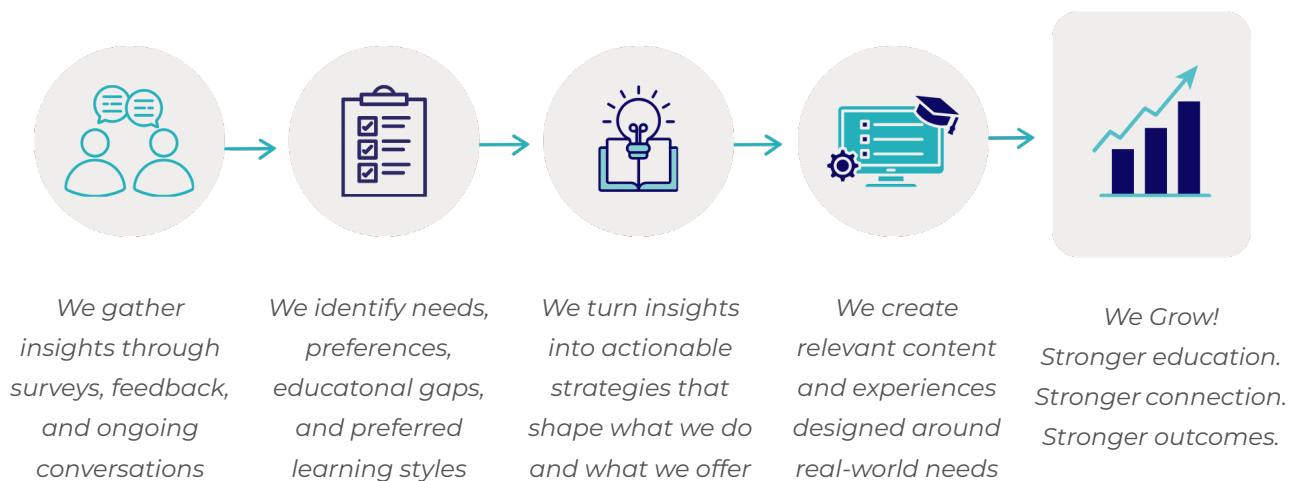 We gather
insights through
surveys, feedback,
and ongoing
conversations
We identify needs,
preferences,
educatonal gaps,
and preferred
learning styles
We turn insights
into actionable
strategies that
shape what we do
and what we offer
We create
relevant content
and experiences
designed around
real-world needs
We Grow!
Stronger education.
Stronger connection.
Stronger outcomes.